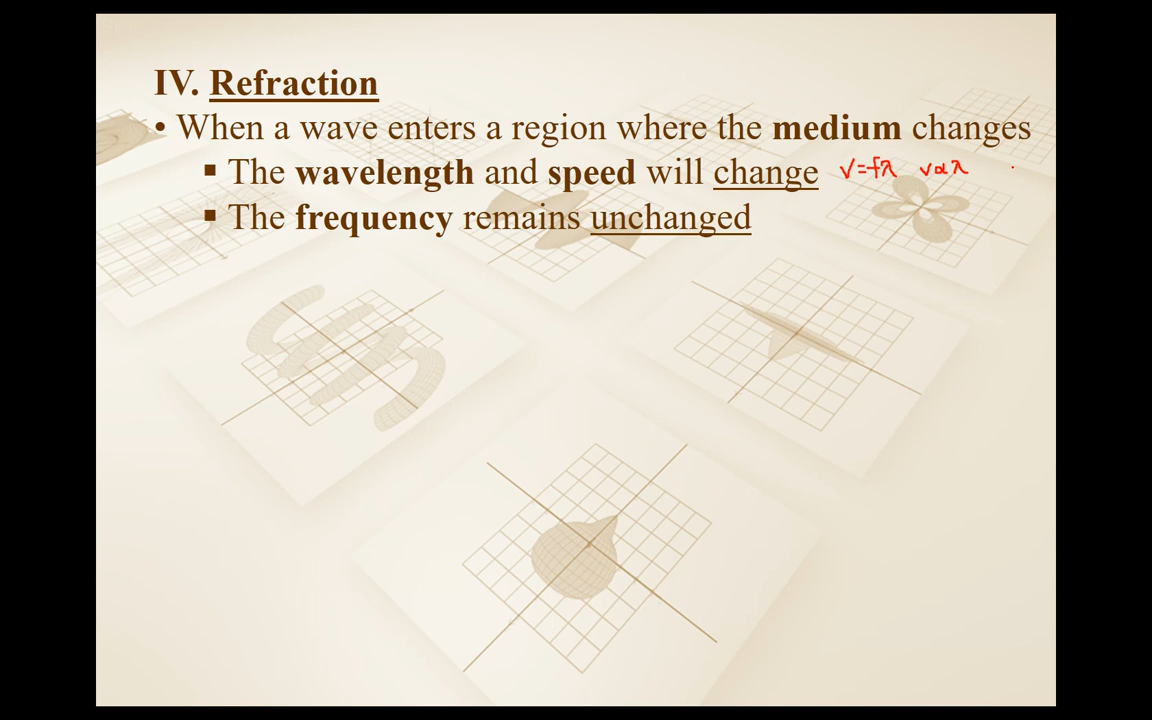 IV. Refraction
• When a wave enters a region where the medium changes
▪ The wavelength and speed will change v=fλ v∝λ
▪ The frequency remains unchanged